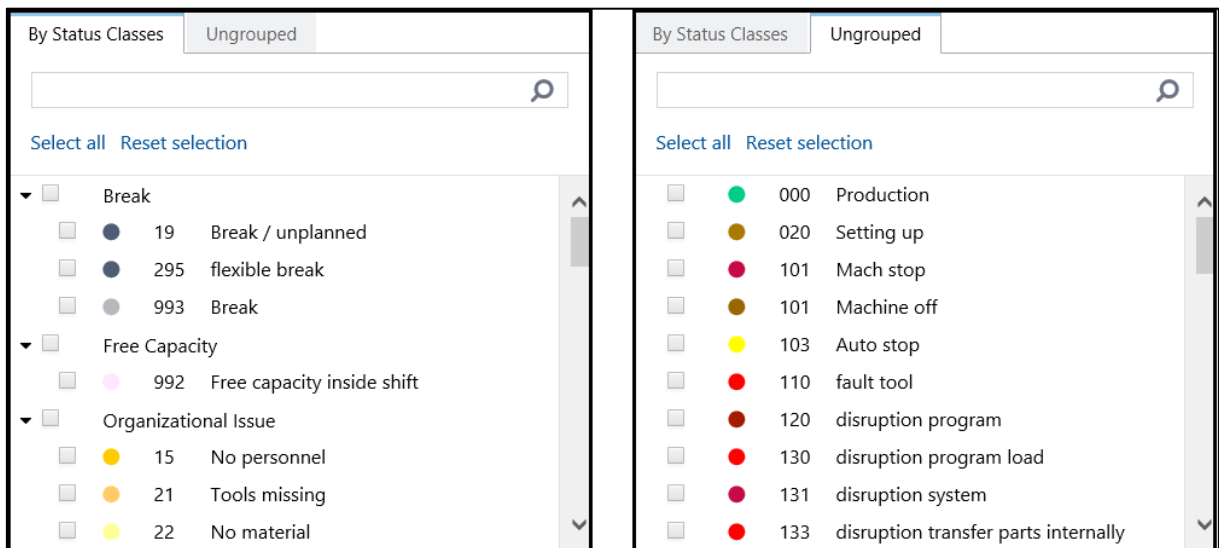 By Status Classes Ungrouped
Select all Reset selection
Break
19 Break / unplanned
295 flexible break
993 Break
Free Capacity
992 Free capacity inside shift
Organizational Issue
15 No personnel
21 Tools missing
22 No material
By Status Classes Ungrouped
Select all Reset selection
000 Production
020 Setting up
101 Mach stop
101 Machine off
103 Auto stop
110 fault tool
120 disruption program
130 disruption program load
131 disruption system
133 disruption transfer parts internally